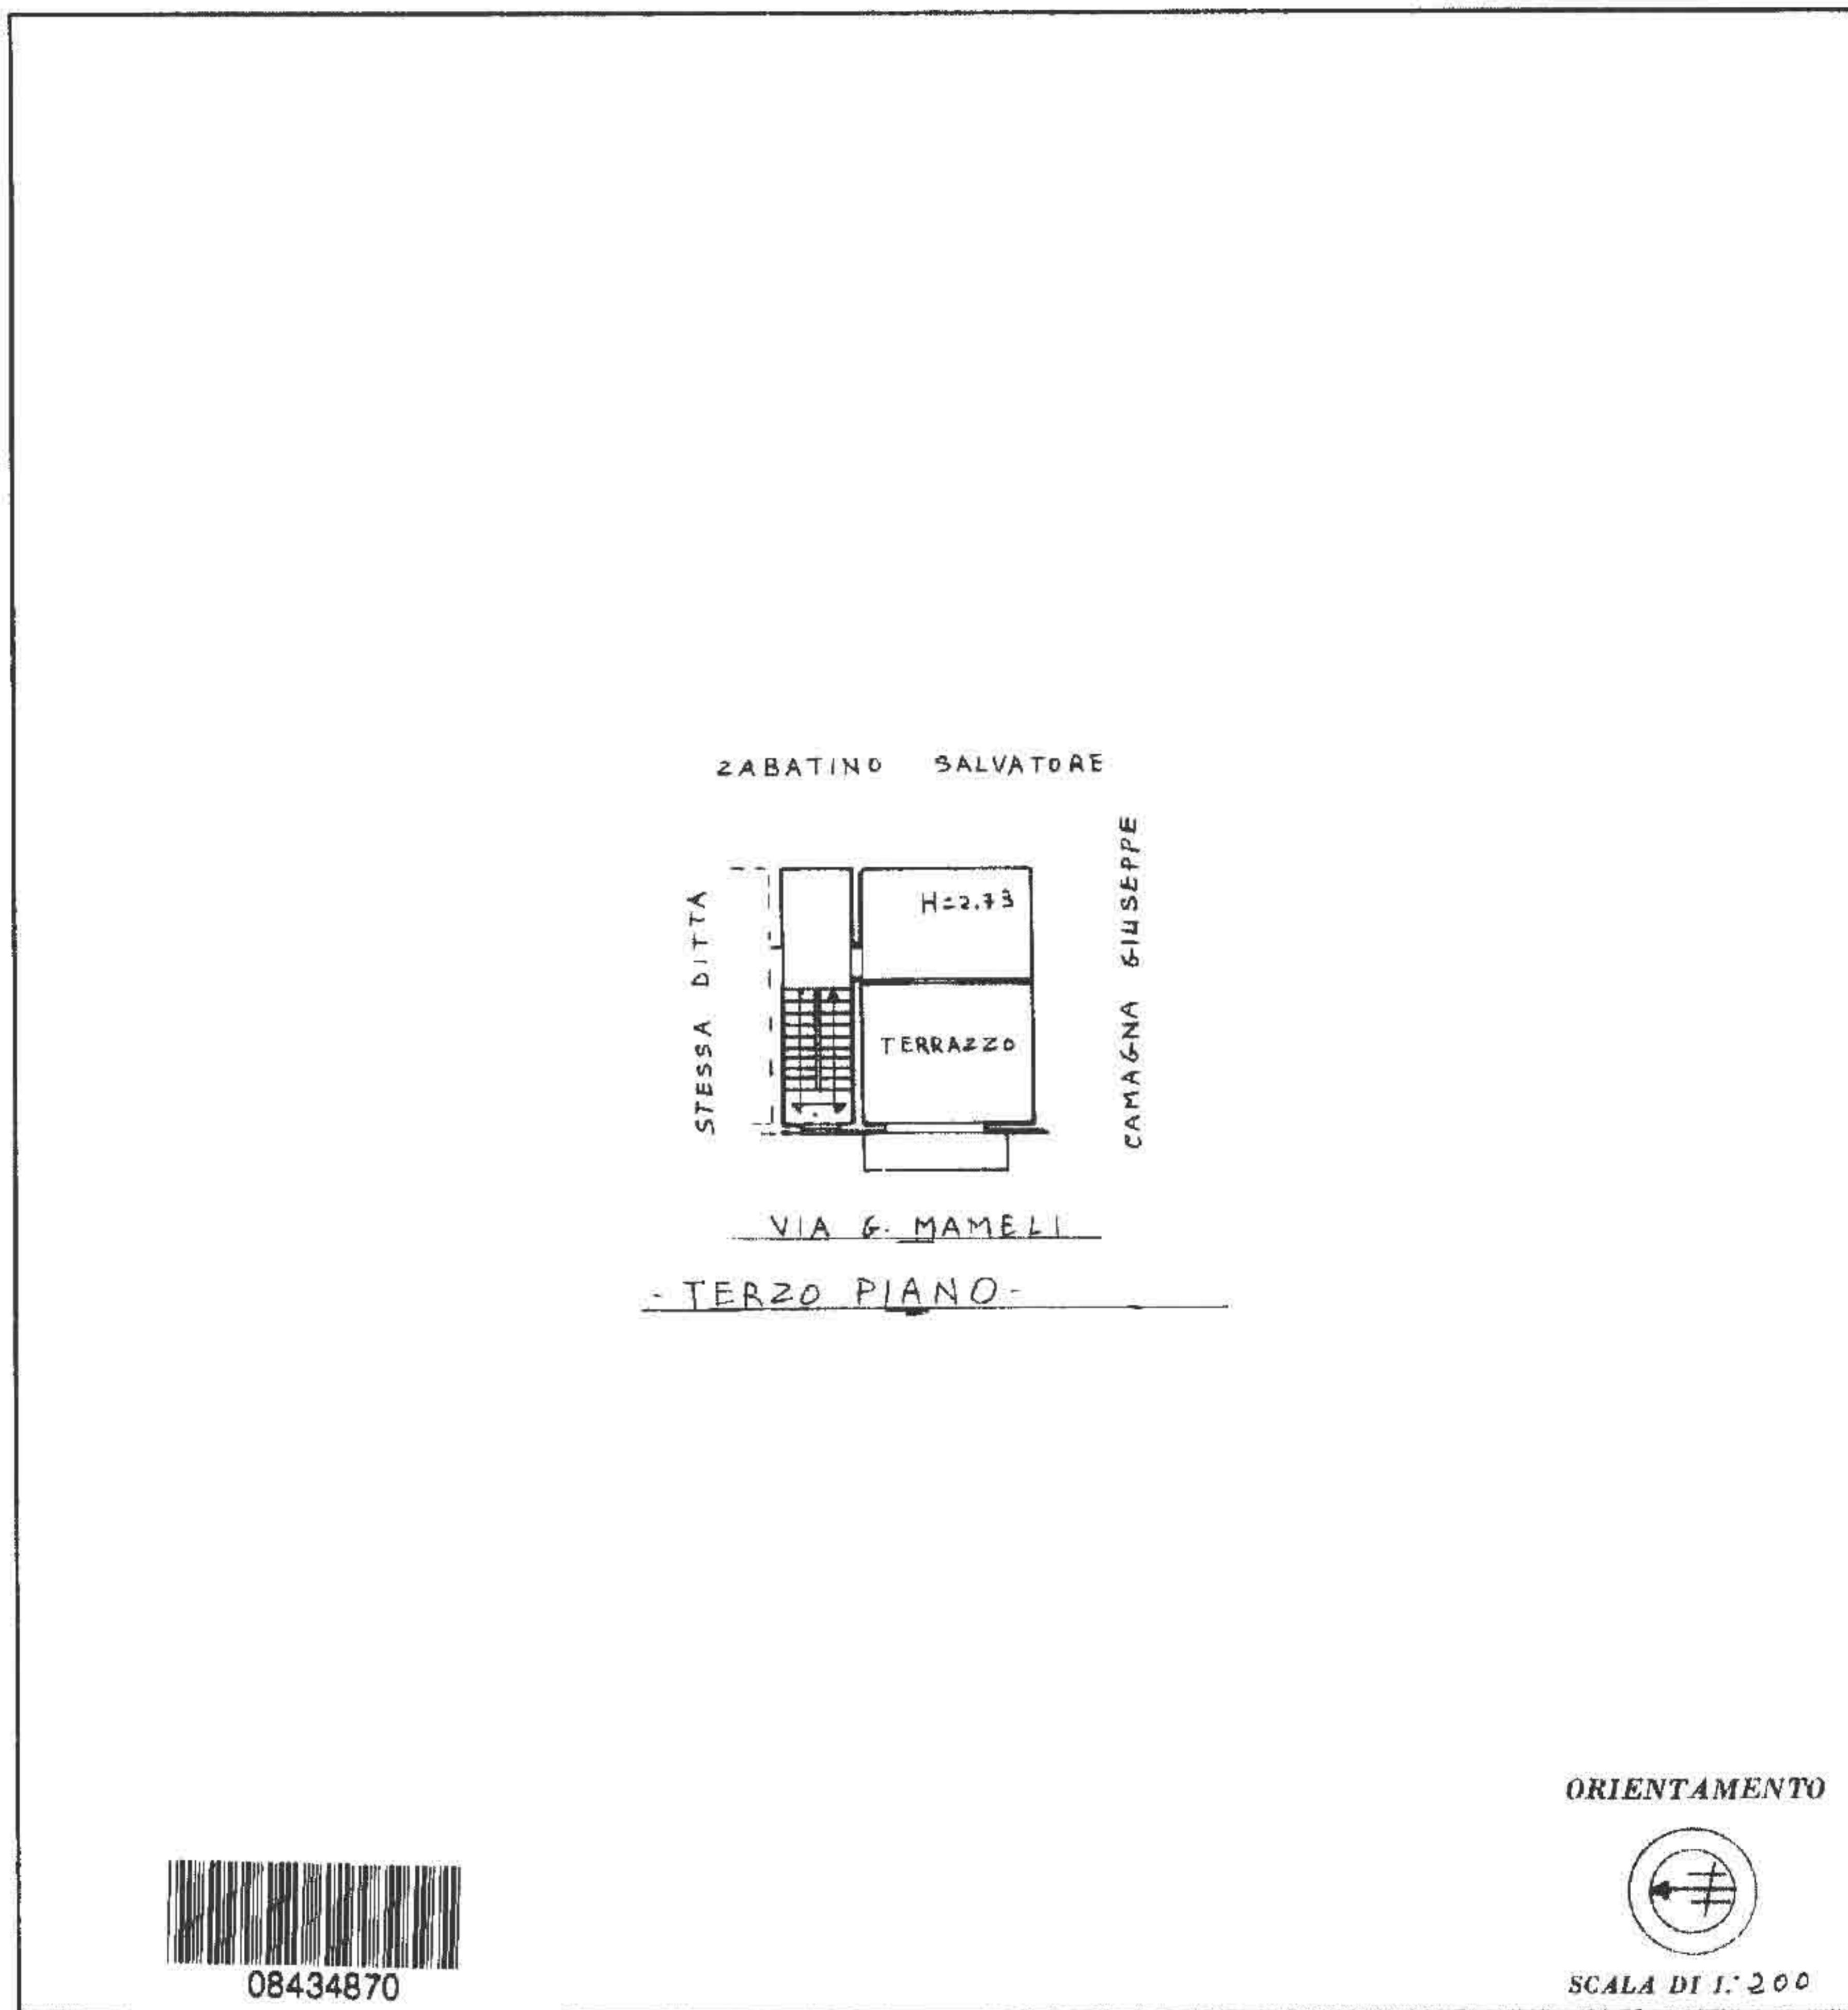 ZABATINO SALVATORE
STESSA DITTA
CAMAGNA GIUSEPPE
H=2.73
TERRAZZO
VIA G. MAMELI
- TERZO PIANO -
ORIENTAMENTO
08434870
SCALA DI 1:200